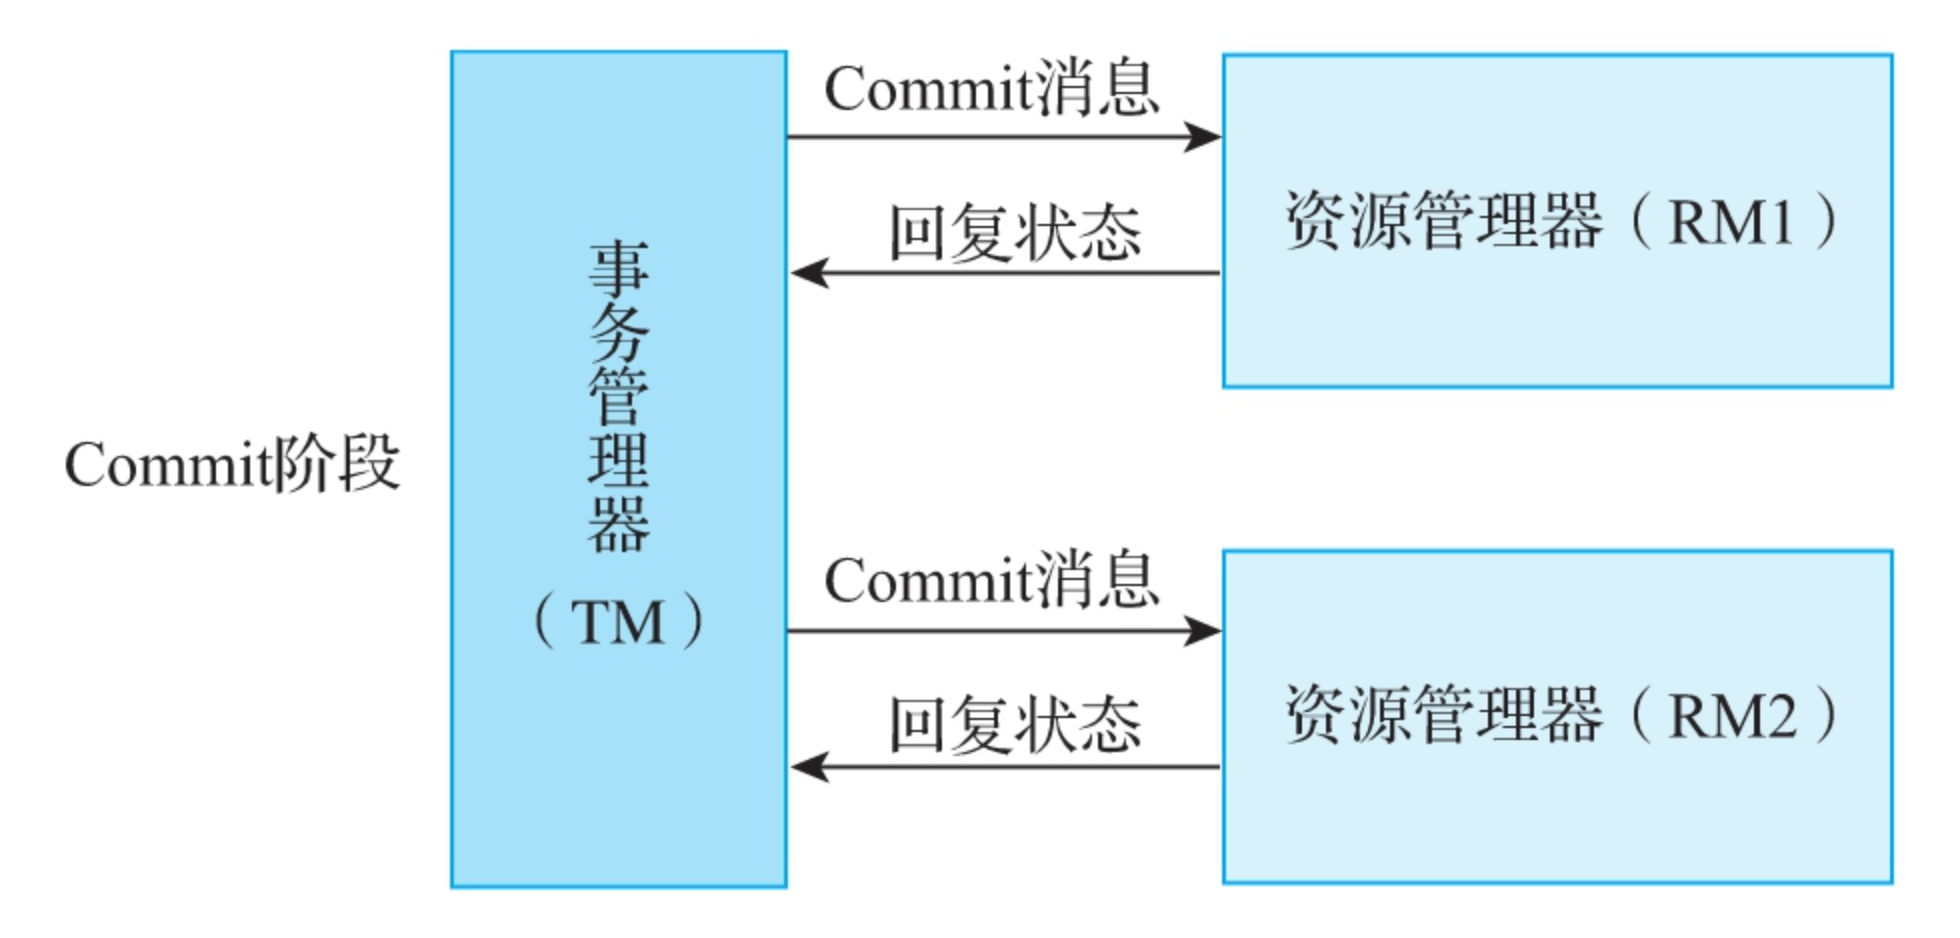 Commit阶段
事务管理器
（TM）
Commit消息
回复状态
资源管理器（RM1）
Commit消息
回复状态
资源管理器（RM2）